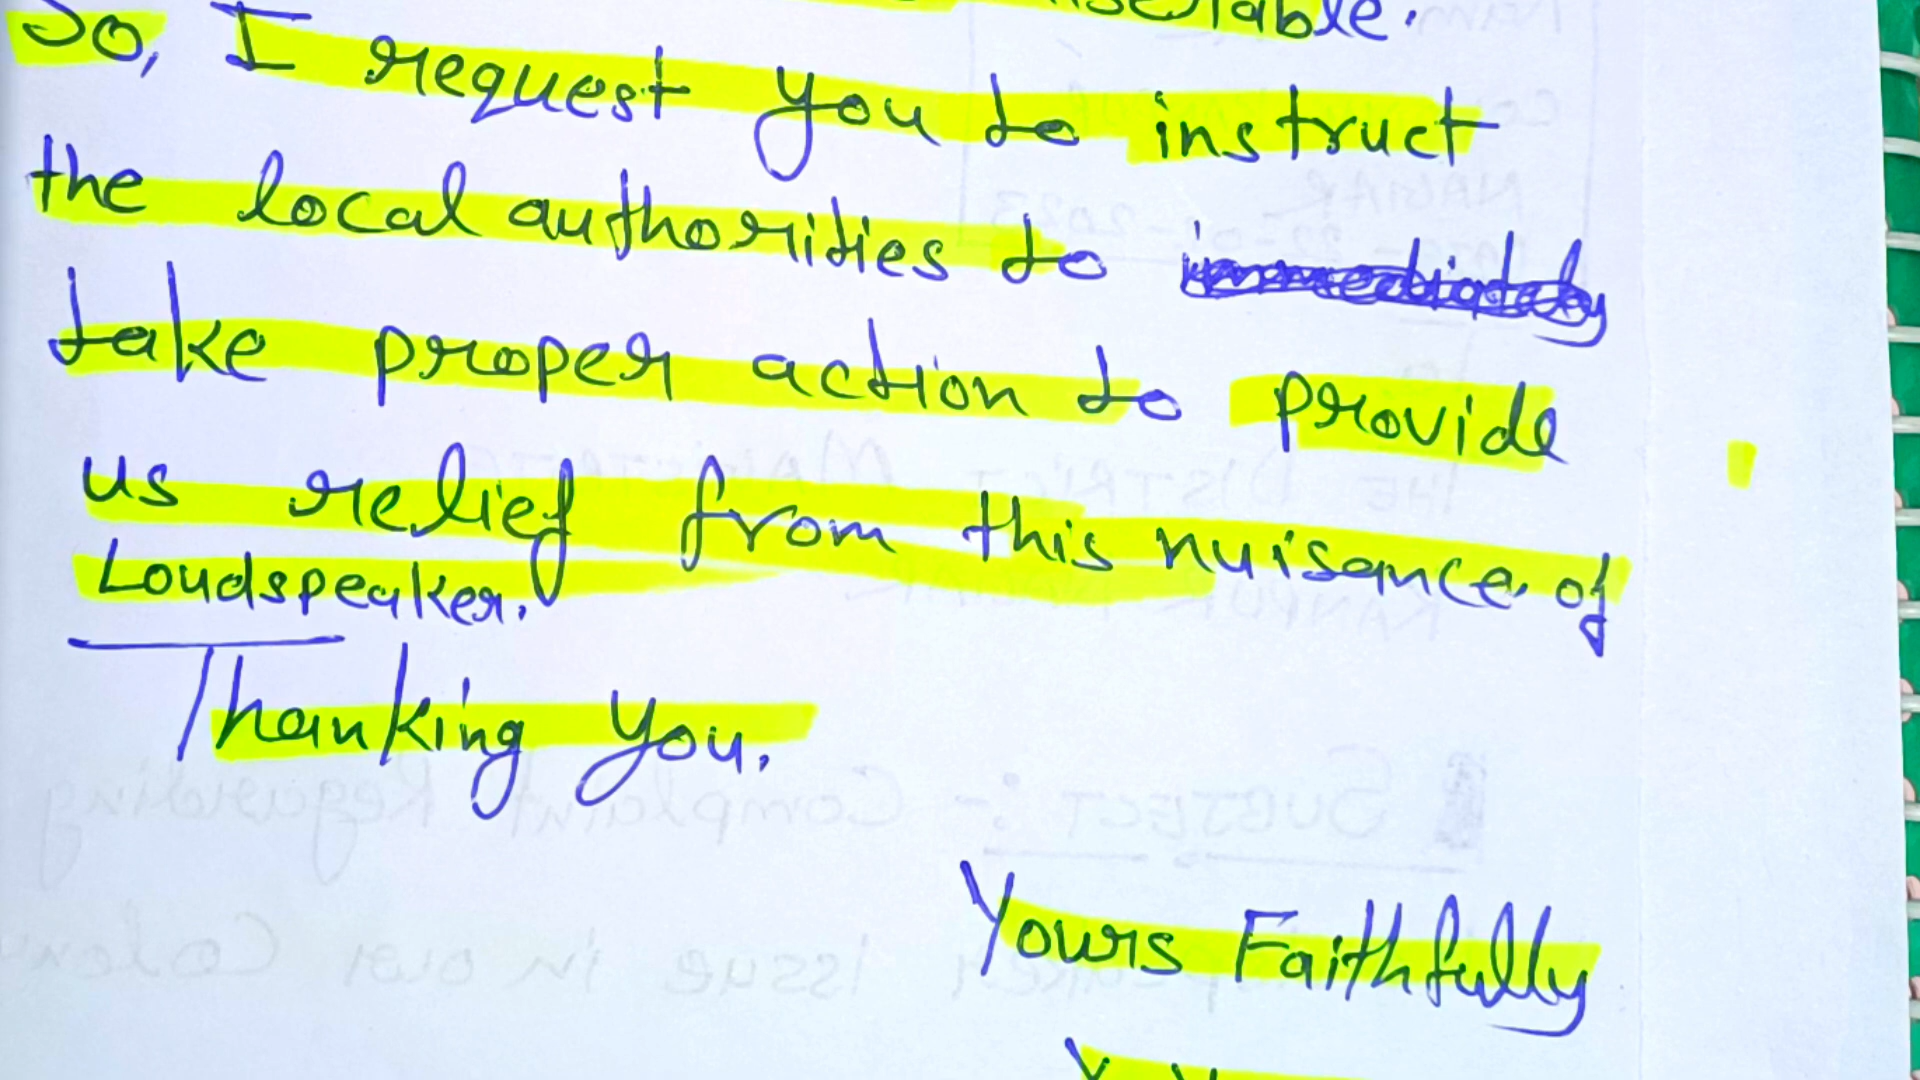 So, I request you to instruct
the local authorities to immediately
take proper action to provide
us relief from this nuisance of
Loudspeaker.
Thanking You.
Yours Faithfully